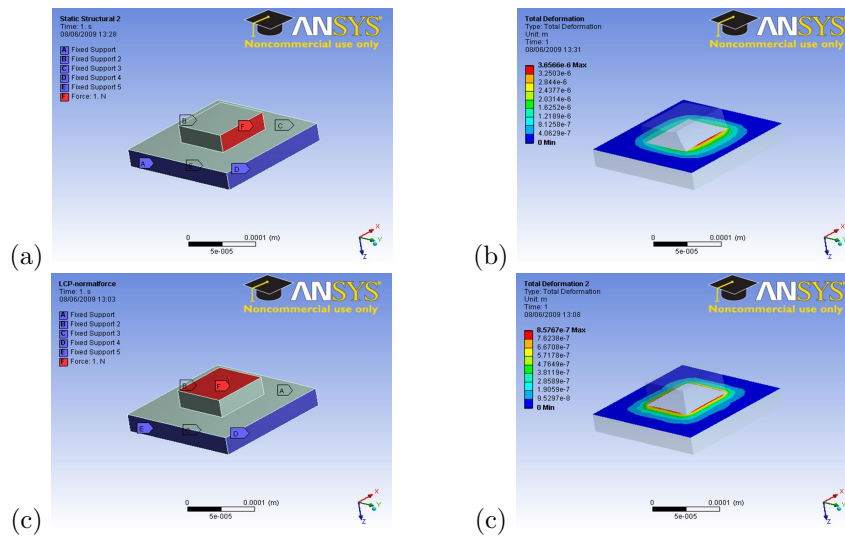 Static Structural 2
Time: 1. s
08/06/2009 13:28
A Fixed Support
B Fixed Support 2
C Fixed Support 3
D Fixed Support 4
E Fixed Support 5
F Force: 1. N
ANSYS
Noncommercial use only
B
F
C
A
E
D
0
0.0001 (m)
5e-005
X
Y
Z
(a)
Total Deformation
Type: Total Deformation
Unit: m
Time: 1
08/06/2009 13:31
3.6566e-6 Max
3.2503e-6
2.844e-6
2.4377e-6
2.0314e-6
1.6252e-6
1.2189e-6
8.1258e-7
4.0629e-7
0 Min
ANSYS
Noncommercial use only
0
0.0001 (m)
5e-005
X
Y
Z
(b)
LCP-normalforce
Time: 1. s
08/06/2009 13:03
A Fixed Support
B Fixed Support 2
C Fixed Support 3
D Fixed Support 4
E Fixed Support 5
F Force: 1. N
ANSYS
Noncommercial use only
B
F
A
E
D
0
0.0001 (m)
5e-005
X
Y
Z
(c)
Total Deformation 2
Type: Total Deformation
Unit: m
Time: 1
08/06/2009 13:08
8.5767e-7 Max
7.6238e-7
6.6708e-7
5.7178e-7
4.7649e-7
3.8119e-7
2.8589e-7
1.9059e-7
9.5297e-8
0 Min
ANSYS
Noncommercial use only
0
0.0001 (m)
5e-005
X
Y
Z
(c)